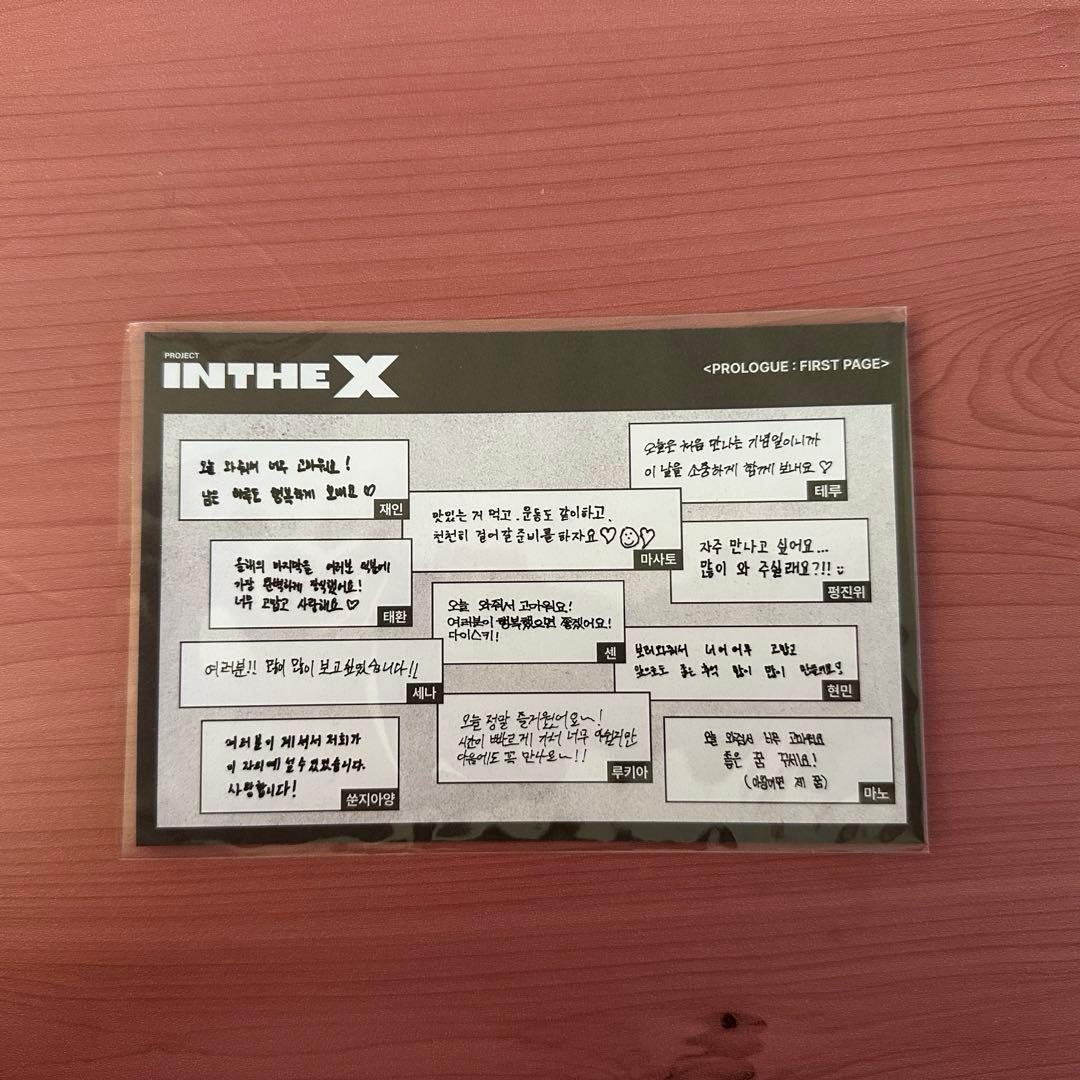 PROJECT
INTHE X
<PROLOGUE : FIRST PAGE>
오늘 와줘서 너무 고마워요!
남은 하루도 행복하게 보내요 ♡
재인
오늘은 처음 만나는 기념일이니까
이 날을 소중하게 함께 보내요 ♡
테루
맛있는 거 먹고, 운동도 같이하고,
천천히 걸어갈 준비를 하자요♡☺♡
마사토
자주 만나고 싶어요...
많이 와 주실래요?!! :)
펑진위
올해의 마지막을 여러분 덕분에
가장 완벽하게 장식했어요!
너무 고맙고 사랑해요 ♡
태환
오늘 와줘서 고마워요!
여러분이 행복했으면 좋겠어요!
다이스키!
센
보러와줘서 너어어무 고맙고
앞으로도 좋은 추억 많이 많이 만들어요!
현민
여러분!! 많이 많이 보고싶었습니다!!
세나
오늘 정말 즐거웠어요~!
시간이 빠르게 가서 너무 아쉽지만
다음에도 꼭 만나요~!!
루키아
여러분이 계셔서 저희가
이 자리에 설 수 있었습니다.
사랑합니다!
쑨지아양
오늘 와줘서 너무 고마워요
좋은 꿈 꾸세요!
(이왕이면 제 꿈)
마노